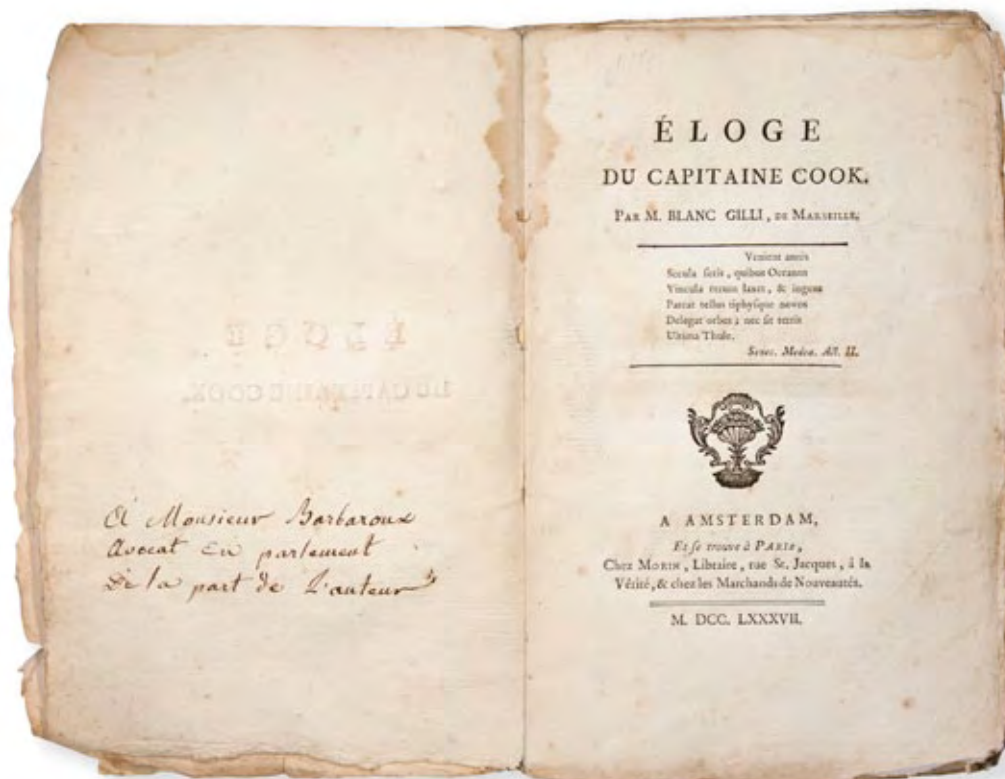 A Monsieur Barbaroux
Avocat En parlement
De la part de L'auteur
ÉLOGE
DU CAPITAINE COOK.
PAR M. BLANC GILLI, DE MARSEILLE.
Venient annis
Secula seris, quibus Oceanus
Vincula rerum laxet, & ingens
Pateat tellus tiphysque novos
Delegat orbes; nec sit terris
Ultima Thule.
Senec. Medea. Act. II.
A AMSTERDAM,
Et se trouve à PARIS,
Chez MORIN, Libraire, rue St. Jacques, à la
Vérité, & chez les Marchands de Nouveautés.
M. DCC. LXXXVII.